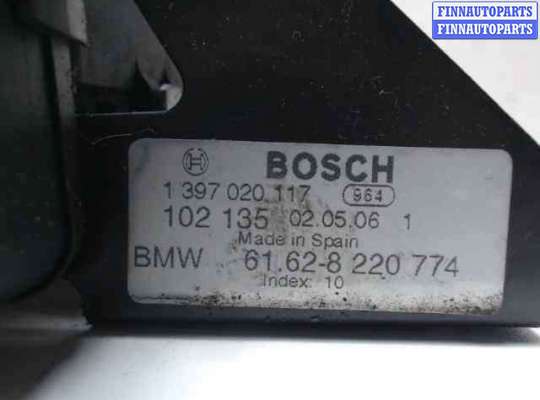 FINNAUTOPARTS
FINNAUTOPARTS
BOSCH
1 397 020 117 964
102 135 02.05.06 1
Made in Spain
BMW 61.62-8 220 774
Index: 10